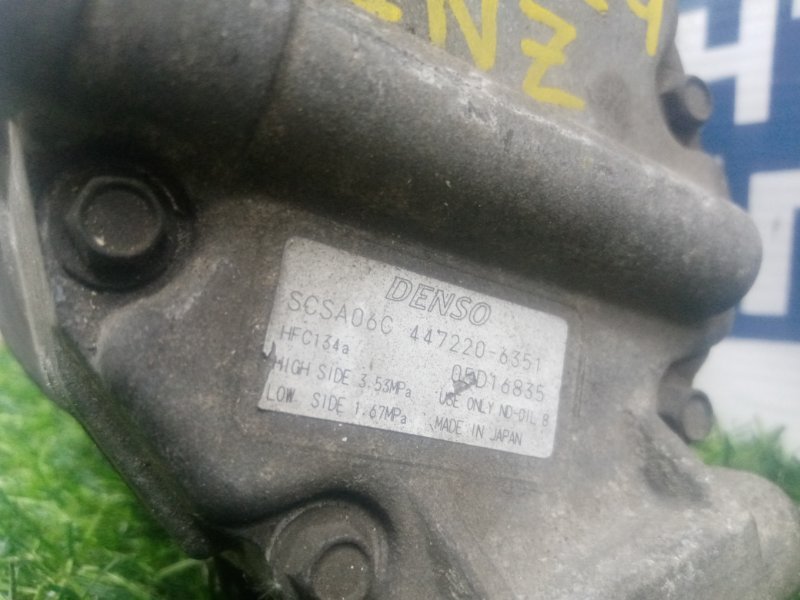 NZ
DENSO
SCSA06C 447220-6351
HFC134a 05D16835
HIGH SIDE 3.53MPa USE ONLY ND-OIL 8
LOW SIDE 1.67MPa MADE IN JAPAN